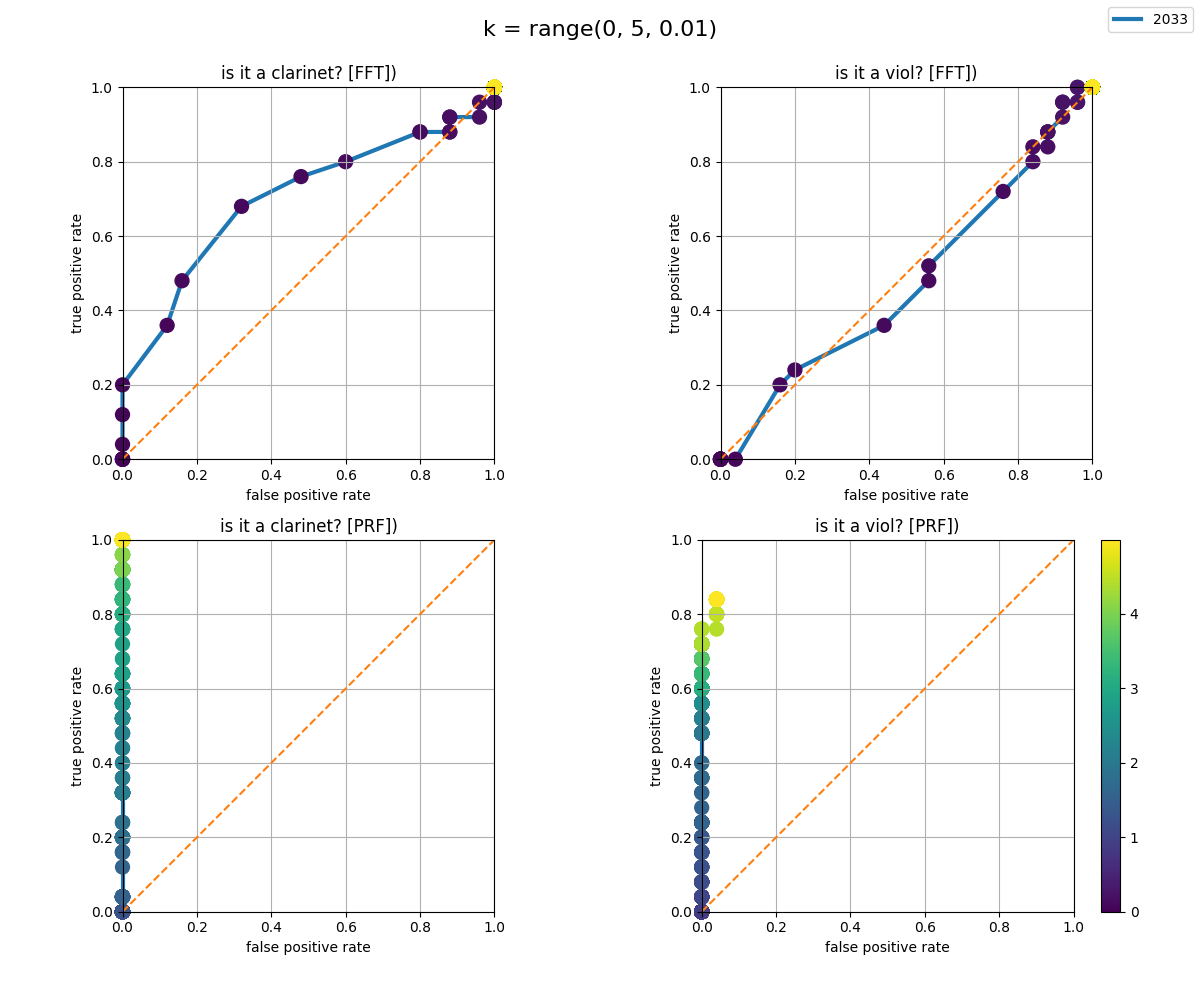 k = range(0, 5, 0.01)
2033
is it a clarinet? [FFT])
1.0
0.8
0.6
0.4
0.2
0.0
true positive rate
0.0 0.2 0.4 0.6 0.8 1.0
false positive rate
is it a viol? [FFT])
1.0
0.8
0.6
0.4
0.2
0.0
true positive rate
0.0 0.2 0.4 0.6 0.8 1.0
false positive rate
is it a clarinet? [PRF])
1.0
0.8
0.6
0.4
0.2
0.0
true positive rate
0.0 0.2 0.4 0.6 0.8 1.0
false positive rate
is it a viol? [PRF])
1.0
0.8
0.6
0.4
0.2
0.0
true positive rate
0.0 0.2 0.4 0.6 0.8 1.0
false positive rate
4
3
2
1
0